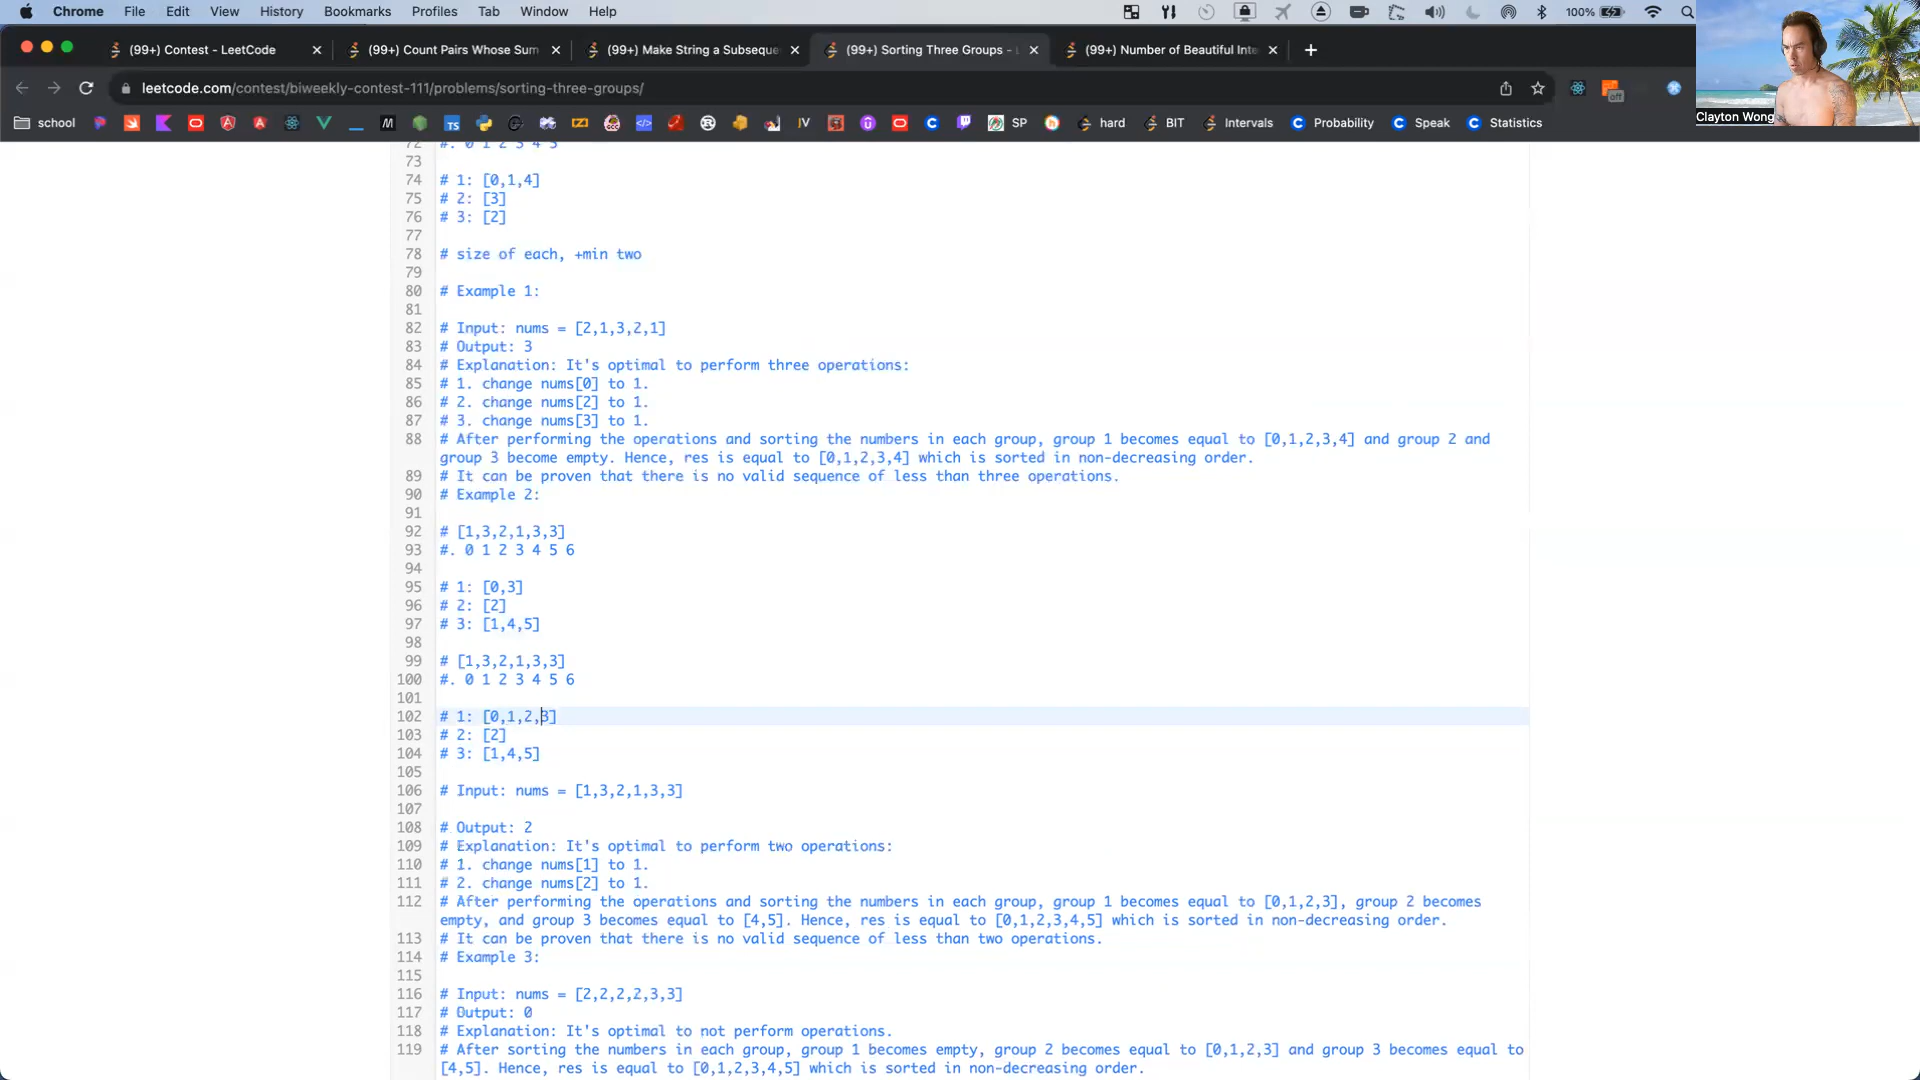 Chrome File Edit View History Bookmarks Profiles Tab Window Help 100%
(99+) Contest - LeetCode
(99+) Count Pairs Whose Sum
(99+) Make String a Subseque
(99+) Sorting Three Groups -
(99+) Number of Beautiful Inte
leetcode.com/contest/biweekly-contest-111/problems/sorting-three-groups/
off
Clayton Wong
school TS JV SP hard BIT Intervals Probability Speak Statistics
72 #. 0 1 2 3 4 5
73
74 # 1: [0,1,4]
75 # 2: [3]
76 # 3: [2]
77
78 # size of each, +min two
79
80 # Example 1:
81
82 # Input: nums = [2,1,3,2,1]
83 # Output: 3
84 # Explanation: It's optimal to perform three operations:
85 # 1. change nums[0] to 1.
86 # 2. change nums[2] to 1.
87 # 3. change nums[3] to 1.
88 # After performing the operations and sorting the numbers in each group, group 1 becomes equal to [0,1,2,3,4] and group 2 and
group 3 become empty. Hence, res is equal to [0,1,2,3,4] which is sorted in non-decreasing order.
89 # It can be proven that there is no valid sequence of less than three operations.
90 # Example 2:
91
92 # [1,3,2,1,3,3]
93 #. 0 1 2 3 4 5 6
94
95 # 1: [0,3]
96 # 2: [2]
97 # 3: [1,4,5]
98
99 # [1,3,2,1,3,3]
100 #. 0 1 2 3 4 5 6
101
102 # 1: [0,1,2,3]
103 # 2: [2]
104 # 3: [1,4,5]
105
106 # Input: nums = [1,3,2,1,3,3]
107
108 # Output: 2
109 # Explanation: It's optimal to perform two operations:
110 # 1. change nums[1] to 1.
111 # 2. change nums[2] to 1.
112 # After performing the operations and sorting the numbers in each group, group 1 becomes equal to [0,1,2,3], group 2 becomes
empty, and group 3 becomes equal to [4,5]. Hence, res is equal to [0,1,2,3,4,5] which is sorted in non-decreasing order.
113 # It can be proven that there is no valid sequence of less than two operations.
114 # Example 3:
115
116 # Input: nums = [2,2,2,2,3,3]
117 # Output: 0
118 # Explanation: It's optimal to not perform operations.
119 # After sorting the numbers in each group, group 1 becomes empty, group 2 becomes equal to [0,1,2,3] and group 3 becomes equal to
[4,5]. Hence, res is equal to [0,1,2,3,4,5] which is sorted in non-decreasing order.